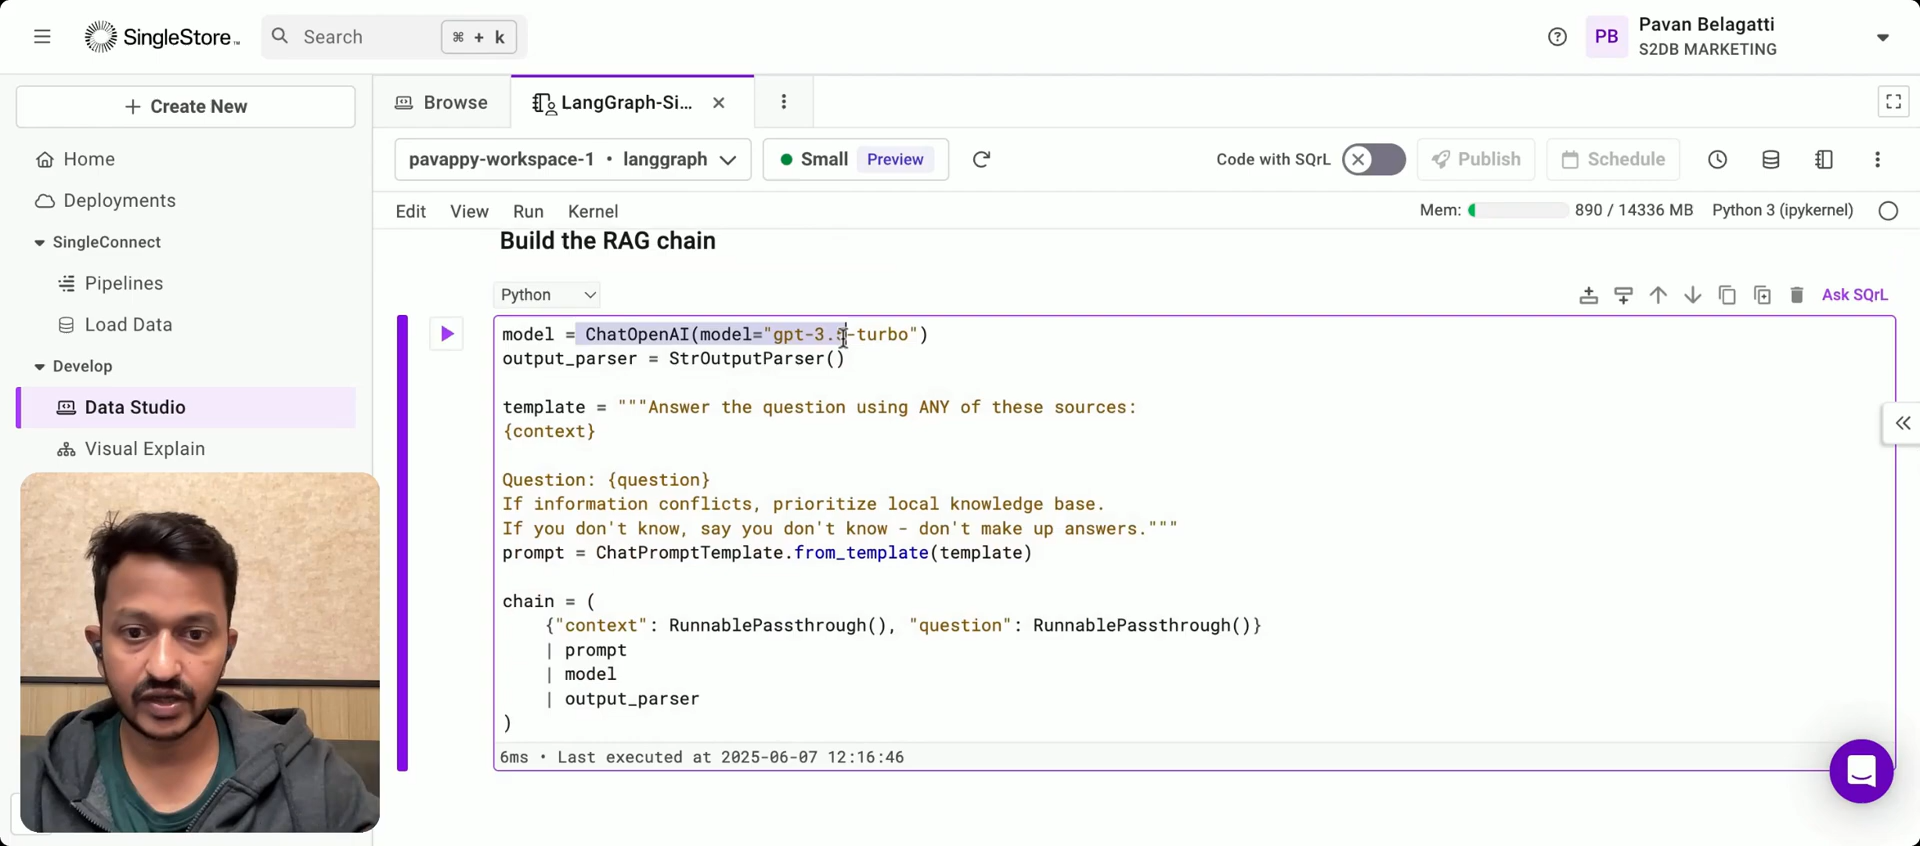 SingleStore™
Search
⌘ + k
PB
Pavan Belagatti
S2DB MARKETING
+ Create New
Home
Deployments
SingleConnect
Pipelines
Load Data
Develop
Data Studio
Visual Explain
Browse
LangGraph-Si...
pavappy-workspace-1 • langgraph
Small Preview
Code with SQrL
Publish
Schedule
Edit View Run Kernel
Mem: 890 / 14336 MB Python 3 (ipykernel)
Build the RAG chain
Python
Ask SQrL
model = ChatOpenAI(model="gpt-3.5-turbo")
output_parser = StrOutputParser()
template = """Answer the question using ANY of these sources:
{context}
Question: {question}
If information conflicts, prioritize local knowledge base.
If you don't know, say you don't know - don't make up answers."""
prompt = ChatPromptTemplate.from_template(template)
chain = (
{"context": RunnablePassthrough(), "question": RunnablePassthrough()}
| prompt
| model
| output_parser
)
6ms • Last executed at 2025-06-07 12:16:46